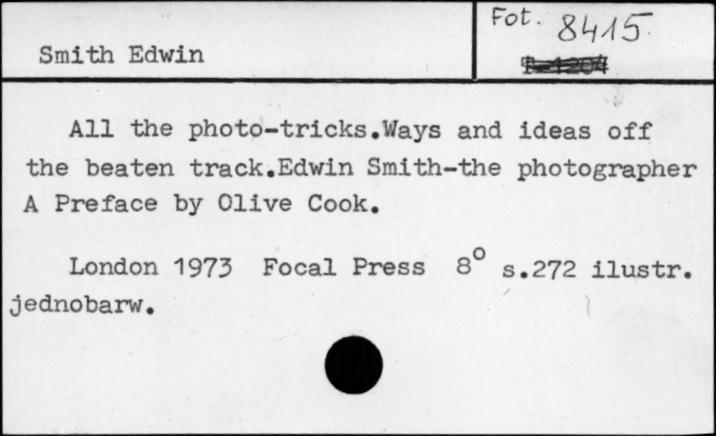 Fot. 8415.
Smith Edwin
All the photo-tricks.Ways and ideas off
the beaten track.Edwin Smith-the photographer
A Preface by Olive Cook.
London 1973 Focal Press 8° s.272 ilustr.
jednobarw.